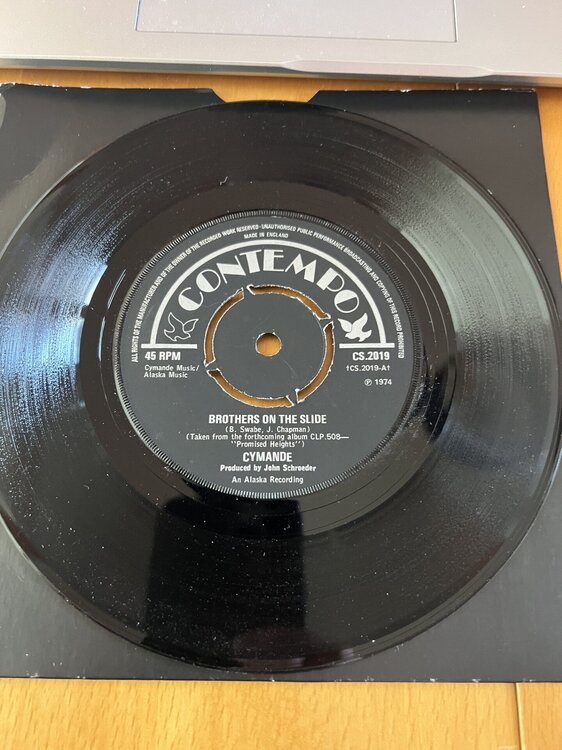 ALL RIGHTS OF THE MANUFACTURER AND OF THE OWNER OF THE RECORDED WORK RESERVED·UNAUTHORISED PUBLIC PERFORMANCE BROADCASTING AND COPYING OF THIS RECORD PROHIBITED
MADE IN ENGLAND
CONTEMPO
45 RPM
CS.2019
Cymande Music/
Alaska Music
†CS.2019-A†
℗ 1974
BROTHERS ON THE SLIDE
(B. Swabe, J. Chapman)
(Taken from the forthcoming album CLP.508—
"Promised Heights")
CYMANDE
Produced by John Schroeder
An Alaska Recording